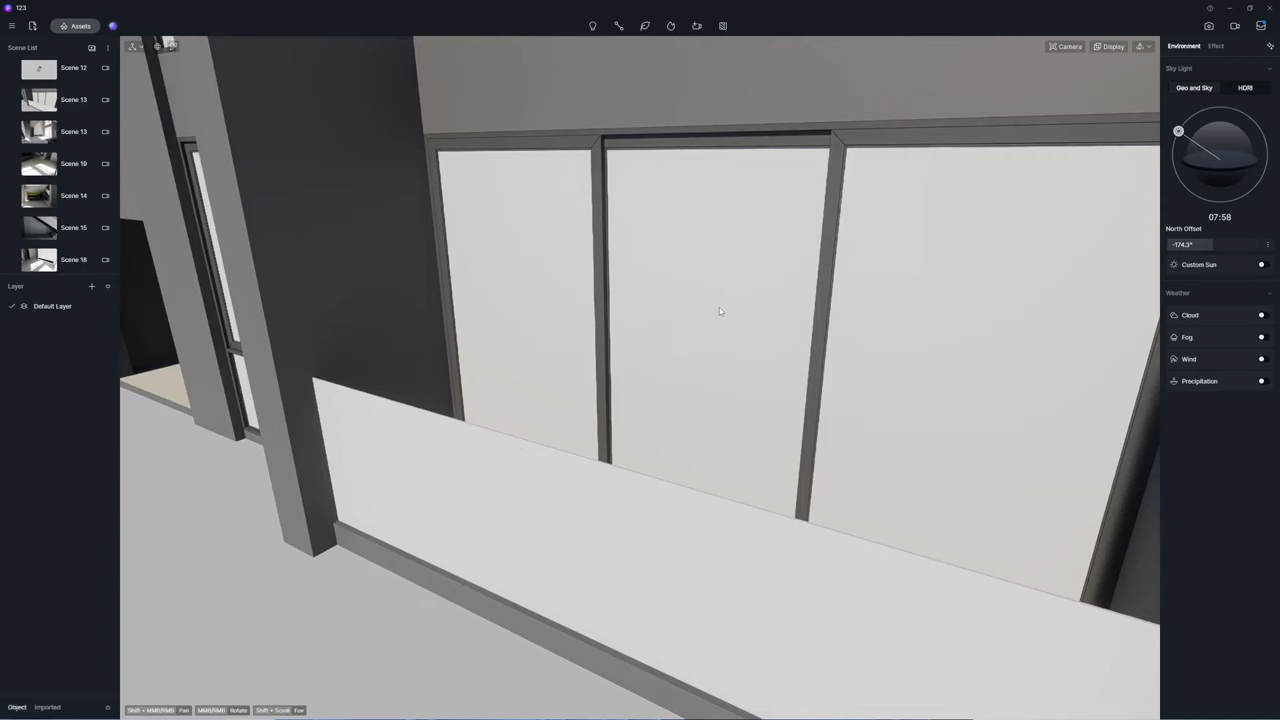 123
Assets
Scene List
Camera
Display
Environment
Effect
Scene 12
Sky Light
Geo and Sky
HDRI
Scene 13
Scene 13
Scene 19
Scene 14
07:58
Scene 15
North Offset
-174.3°
Scene 18
Custom Sun
Layer
Weather
Default Layer
Cloud
Fog
Wind
Precipitation
Object
Imported
Shift + MMB/RMB
Pan
MMB/RMB
Rotate
Shift + Scroll
Fov